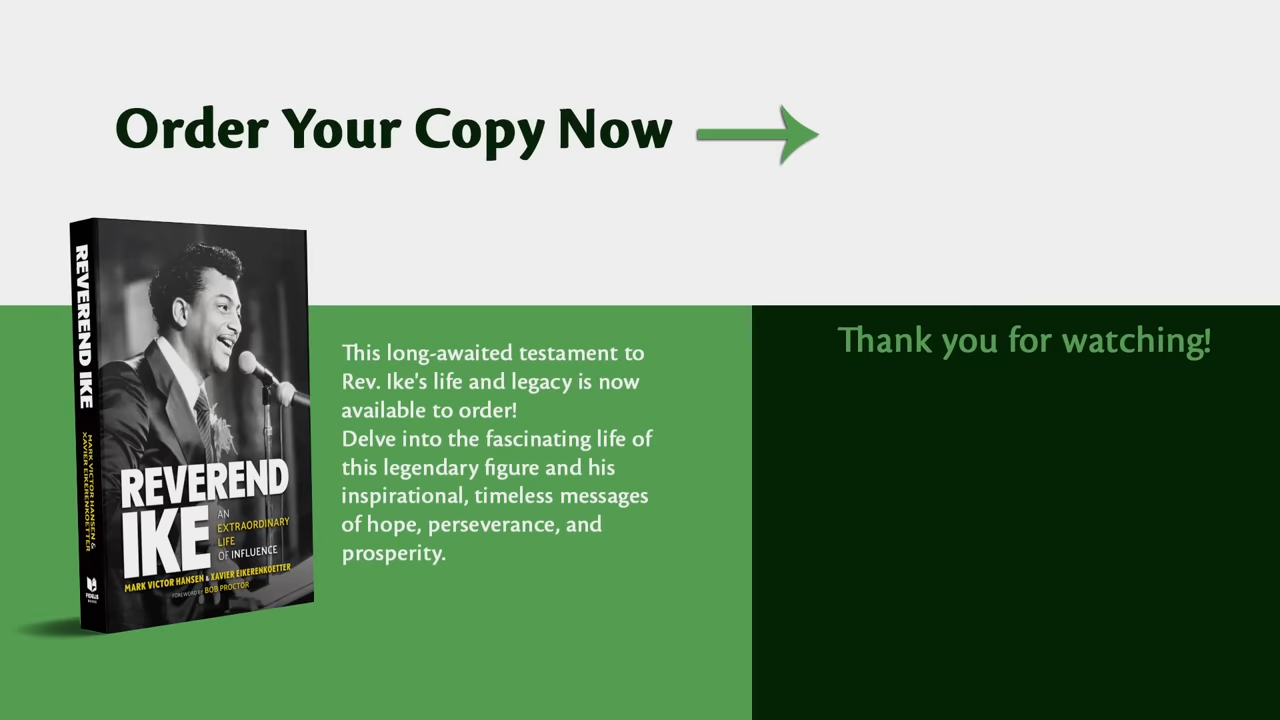 Order Your Copy Now
REVEREND IKE
MARK VICTOR HANSEN &
XAVIER EIKERENKOETTER
FIDELIS
BOOKS
REVEREND
IKE
AN
EXTRAORDINARY
LIFE
OF INFLUENCE
MARK VICTOR HANSEN & XAVIER EIKERENKOETTER
FOREWORD BY BOB PROCTOR
This long-awaited testament to
Rev. Ike's life and legacy is now
available to order!
Delve into the fascinating life of
this legendary figure and his
inspirational, timeless messages
of hope, perseverance, and
prosperity.
Thank you for watching!